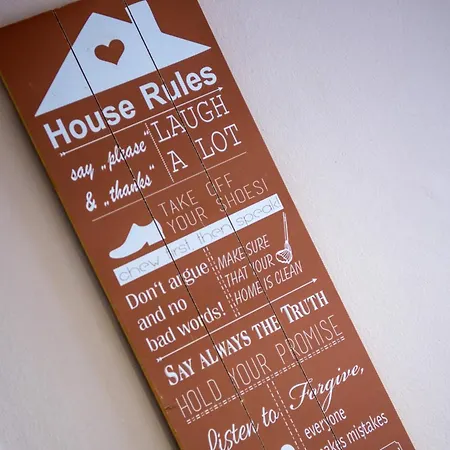 House Rules
say „please“
& „thanks“
LAUGH
A LOT
TAKE OFF
YOUR SHOES!
chew first then speak!
Don't argue
and no
bad words!
MAKE SURE
THAT YOUR
HOME IS CLEAN
SAY ALWAYS THE TRUTH
HOLD YOUR PROMISE
listen to
Forgive,
everyone
makis mistakes